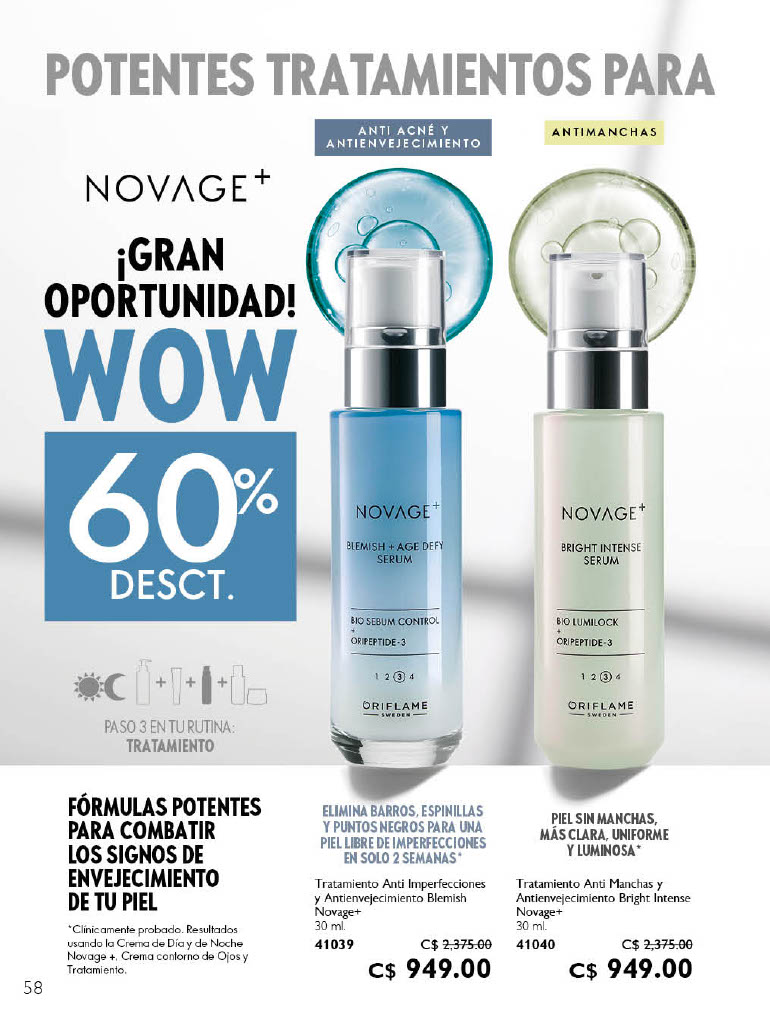 POTENTES TRATAMIENTOS PARA
ANTI ACNÉ Y
ANTIENVEJECIMIENTO
ANTIMANCHAS
NOVAGE+
¡GRAN
OPORTUNIDAD!
WOW
60%
DESCT.
PASO 3 EN TU RUTINA:
TRATAMIENTO
NOVAGE+
BLEMISH + AGE DEFY
SERUM
BIO SEBUM CONTROL
+
ORIPEPTIDE-3
1 2 3 4
ORIFLAME
SWEDEN
NOVAGE+
BRIGHT INTENSE
SERUM
BIO LUMILOCK
+
ORIPEPTIDE-3
1 2 3 4
ORIFLAME
SWEDEN
FÓRMULAS POTENTES
PARA COMBATIR
LOS SIGNOS DE
ENVEJECIMIENTO
DE TU PIEL
*Clínicamente probado. Resultados
usando la Crema de Día y de Noche
Novage +, Crema contorno de Ojos y
Tratamiento.
ELIMINA BARROS, ESPINILLAS
Y PUNTOS NEGROS PARA UNA
PIEL LIBRE DE IMPERFECCIONES
EN SOLO 2 SEMANAS*
Tratamiento Anti Imperfecciones
y Antienvejecimiento Blemish
Novage+
30 ml.
41039 C$ 2,375.00
C$ 949.00
PIEL SIN MANCHAS,
MÁS CLARA, UNIFORME
Y LUMINOSA*
Tratamiento Anti Manchas y
Antienvejecimiento Bright Intense
Novage+
30 ml.
41040 C$ 2,375.00
C$ 949.00
58